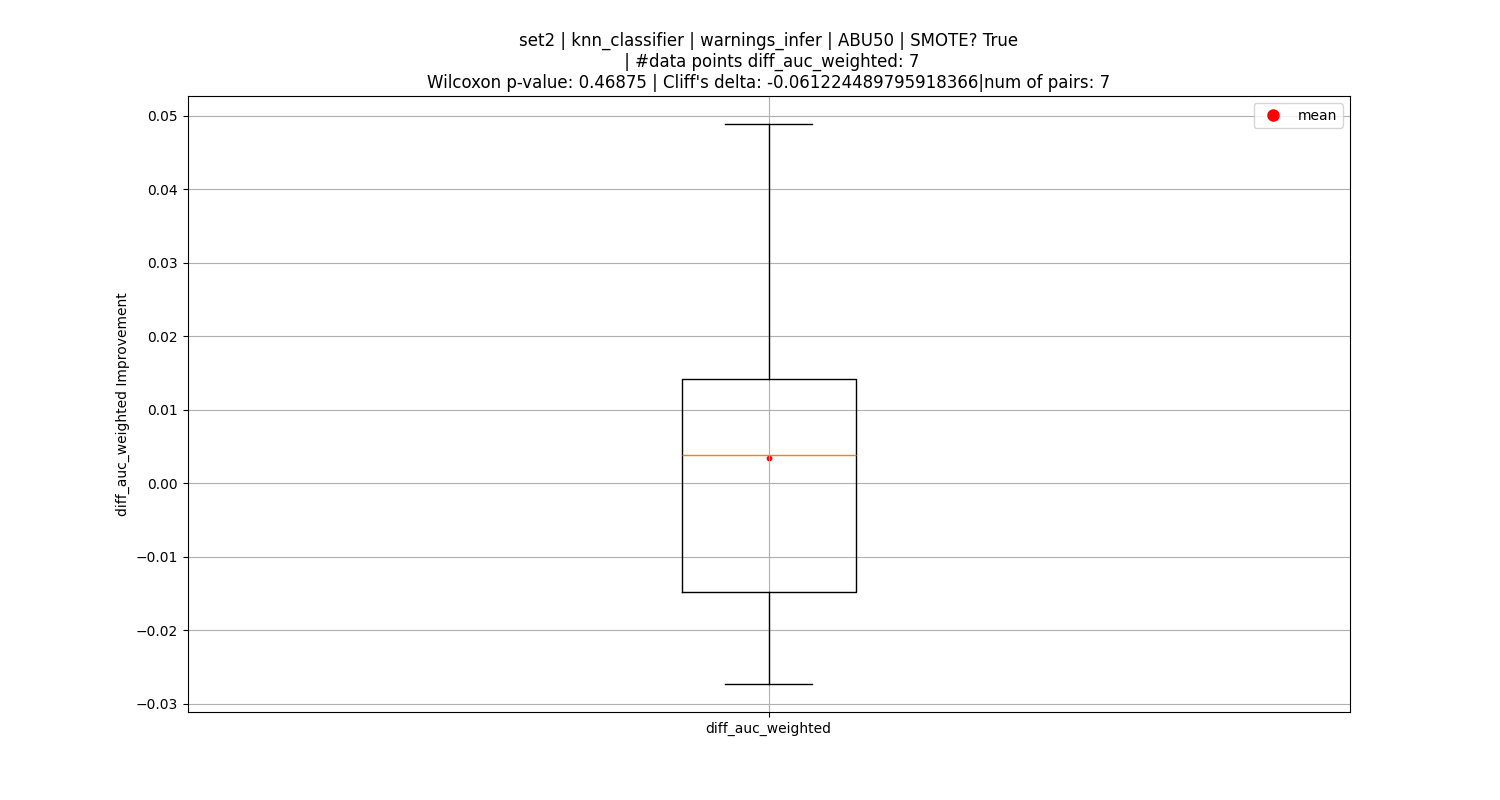 set2 | knn_classifier | warnings_infer | ABU50 | SMOTE? True
| #data points diff_auc_weighted: 7
Wilcoxon p-value: 0.46875 | Cliff's delta: -0.061224489795918366|num of pairs: 7
mean
0.05
0.04
0.03
0.02
0.01
0.00
−0.01
−0.02
−0.03
diff_auc_weighted Improvement
diff_auc_weighted